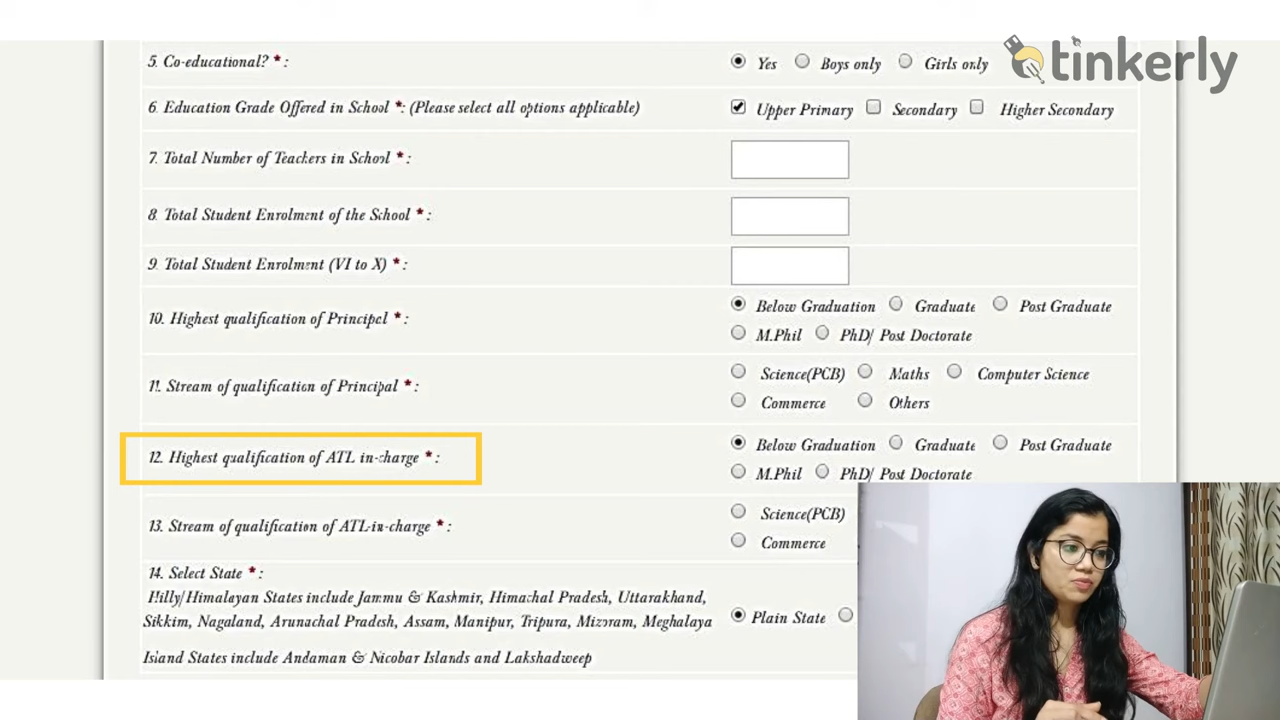 tinkerly
5. Co-educational? * :
Yes Boys only Girls only
6. Education Grade Offered in School *: (Please select all options applicable)
Upper Primary Secondary Higher Secondary
7. Total Number of Teachers in School * :
8. Total Student Enrolment of the School * :
9. Total Student Enrolment (VI to X) * :
10. Highest qualification of Principal * :
Below Graduation Graduate Post Graduate
M.Phil PhD/ Post Doctorate
11. Stream of qualification of Principal * :
Science(PCB) Maths Computer Science
Commerce Others
12. Highest qualification of ATL in-charge * :
Below Graduation Graduate Post Graduate
M.Phil PhD/ Post Doctorate
13. Stream of qualification of ATL-in-charge * :
Science(PCB)
Commerce
14. Select State * :
Hilly/Himalayan States include Jammu & Kashmir, Himachal Pradesh, Uttarakhand,
Sikkim, Nagaland, Arunachal Pradesh, Assam, Manipur, Tripura, Mizoram, Meghalaya
Island States include Andaman & Nicobar Islands and Lakshadweep
Plain State